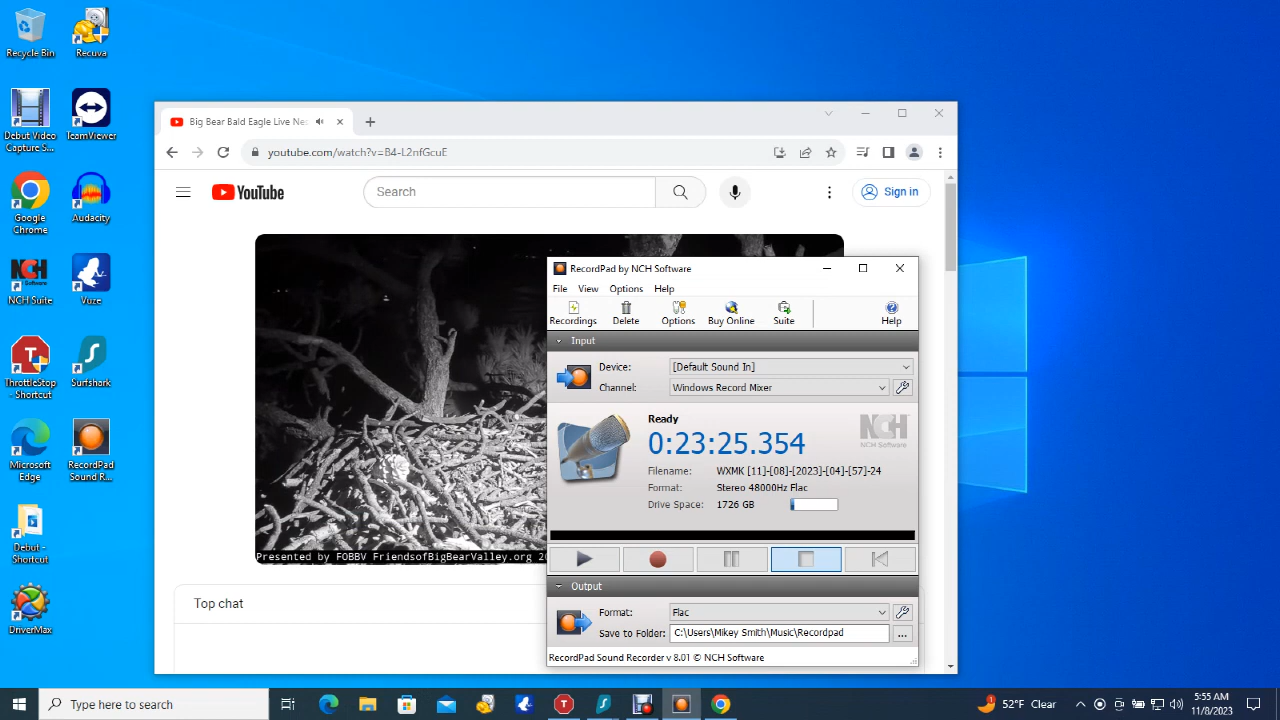 Recycle Bin
Recuva
Debut Video Capture S...
TeamViewer
Google Chrome
Audacity
NCH Suite
Vuze
ThrottleStop - Shortcut
Surfshark
Microsoft Edge
RecordPad Sound R...
Debut - Shortcut
DriverMax
Big Bear Bald Eagle Live Nes
youtube.com/watch?v=B4-L2nfGcuE
YouTube
Search
Sign in
Presented by FOBBV FriendsofBigBearValley.org 20
Top chat
RecordPad by NCH Software
File View Options Help
Recordings Delete Options Buy Online Suite Help
Input
Device: [Default Sound In]
Channel: Windows Record Mixer
Ready
0:23:25.354
NCH Software
Filename: WXMK [11]-[08]-[2023]-[04]-[57]-24
Format: Stereo 48000Hz Flac
Drive Space: 1726 GB
Output
Format: Flac
Save to Folder: C:\Users\Mikey Smith\Music\Recordpad
...
RecordPad Sound Recorder v 8.01 © NCH Software
Type here to search
52°F Clear
5:55 AM
11/8/2023